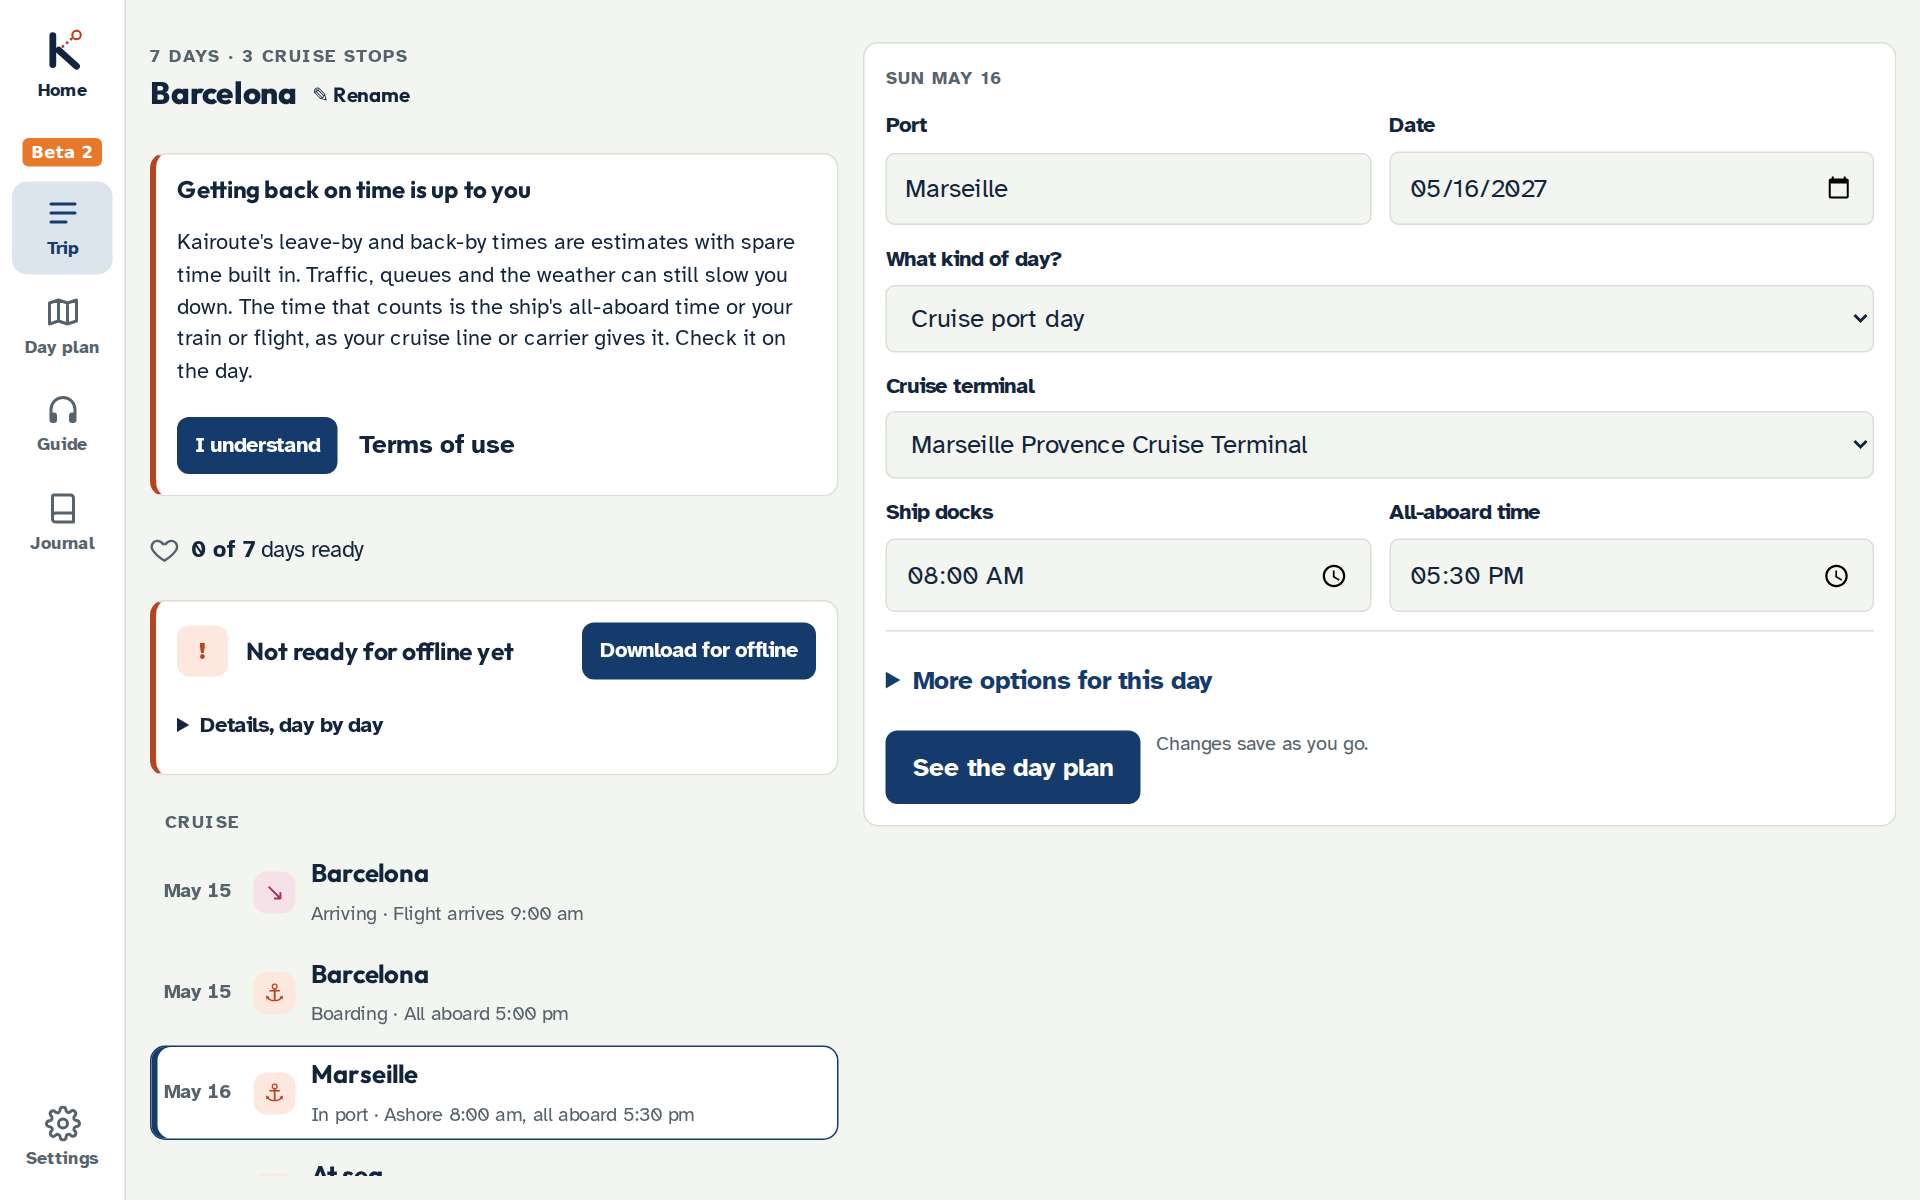 Home
Beta 2
Trip
Day plan
Guide
Journal
Settings
7 DAYS · 3 CRUISE STOPS
Barcelona ✎ Rename
Getting back on time is up to you
Kairoute's leave-by and back-by times are estimates with spare
time built in. Traffic, queues and the weather can still slow you
down. The time that counts is the ship's all-aboard time or your
train or flight, as your cruise line or carrier gives it. Check it on
the day.
I understand Terms of use
0 of 7 days ready
! Not ready for offline yet Download for offline
Details, day by day
CRUISE
May 15 Barcelona
Arriving · Flight arrives 9:00 am
May 15 Barcelona
Boarding · All aboard 5:00 pm
May 16 Marseille
In port · Ashore 8:00 am, all aboard 5:30 pm
At sea
SUN MAY 16
Port Date
Marseille 05/16/2027
What kind of day?
Cruise port day
Cruise terminal
Marseille Provence Cruise Terminal
Ship docks All-aboard time
08:00 AM 05:30 PM
More options for this day
See the day plan Changes save as you go.